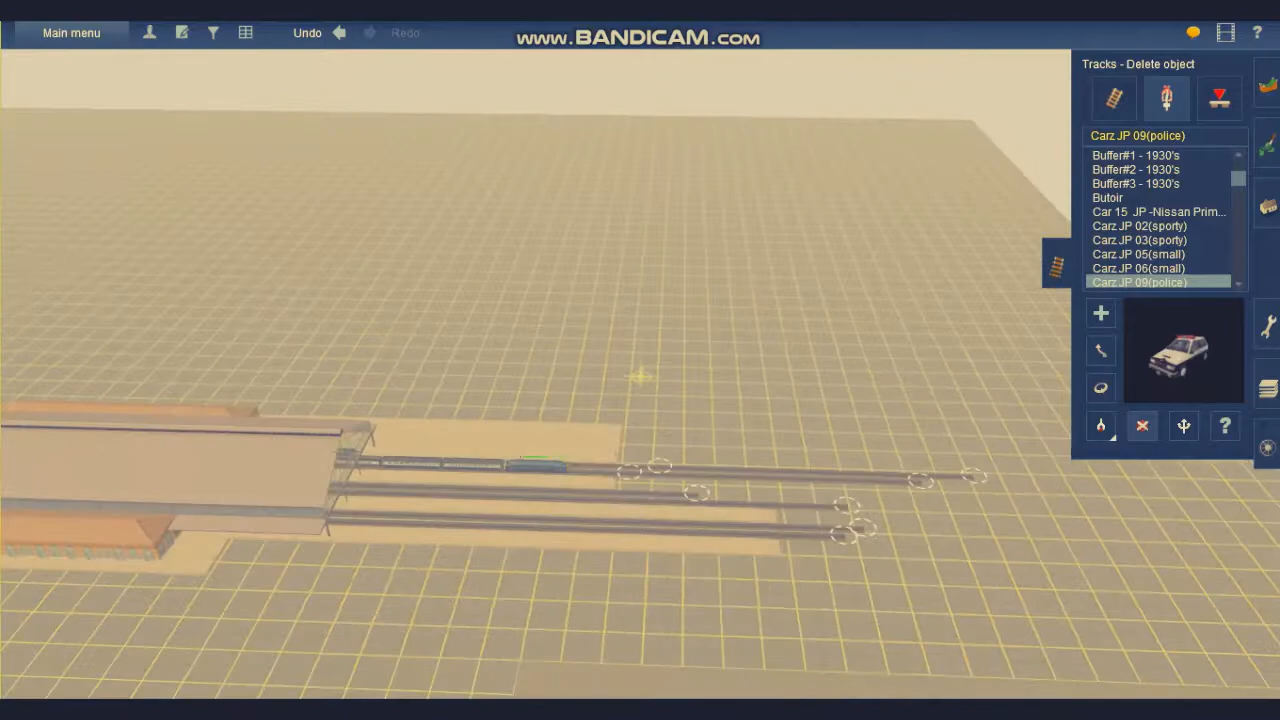 Main menu
Undo
Redo
www.BANDICAM.com
?
Tracks - Delete object
Carz JP 09(police)
Buffer#1 - 1930's
Buffer#2 - 1930's
Buffer#3 - 1930's
Butoir
Car 15 JP -Nissan Prim...
Carz JP 02(sporty)
Carz JP 03(sporty)
Carz JP 05(small)
Carz JP 06(small)
Carz JP 09(police)
?